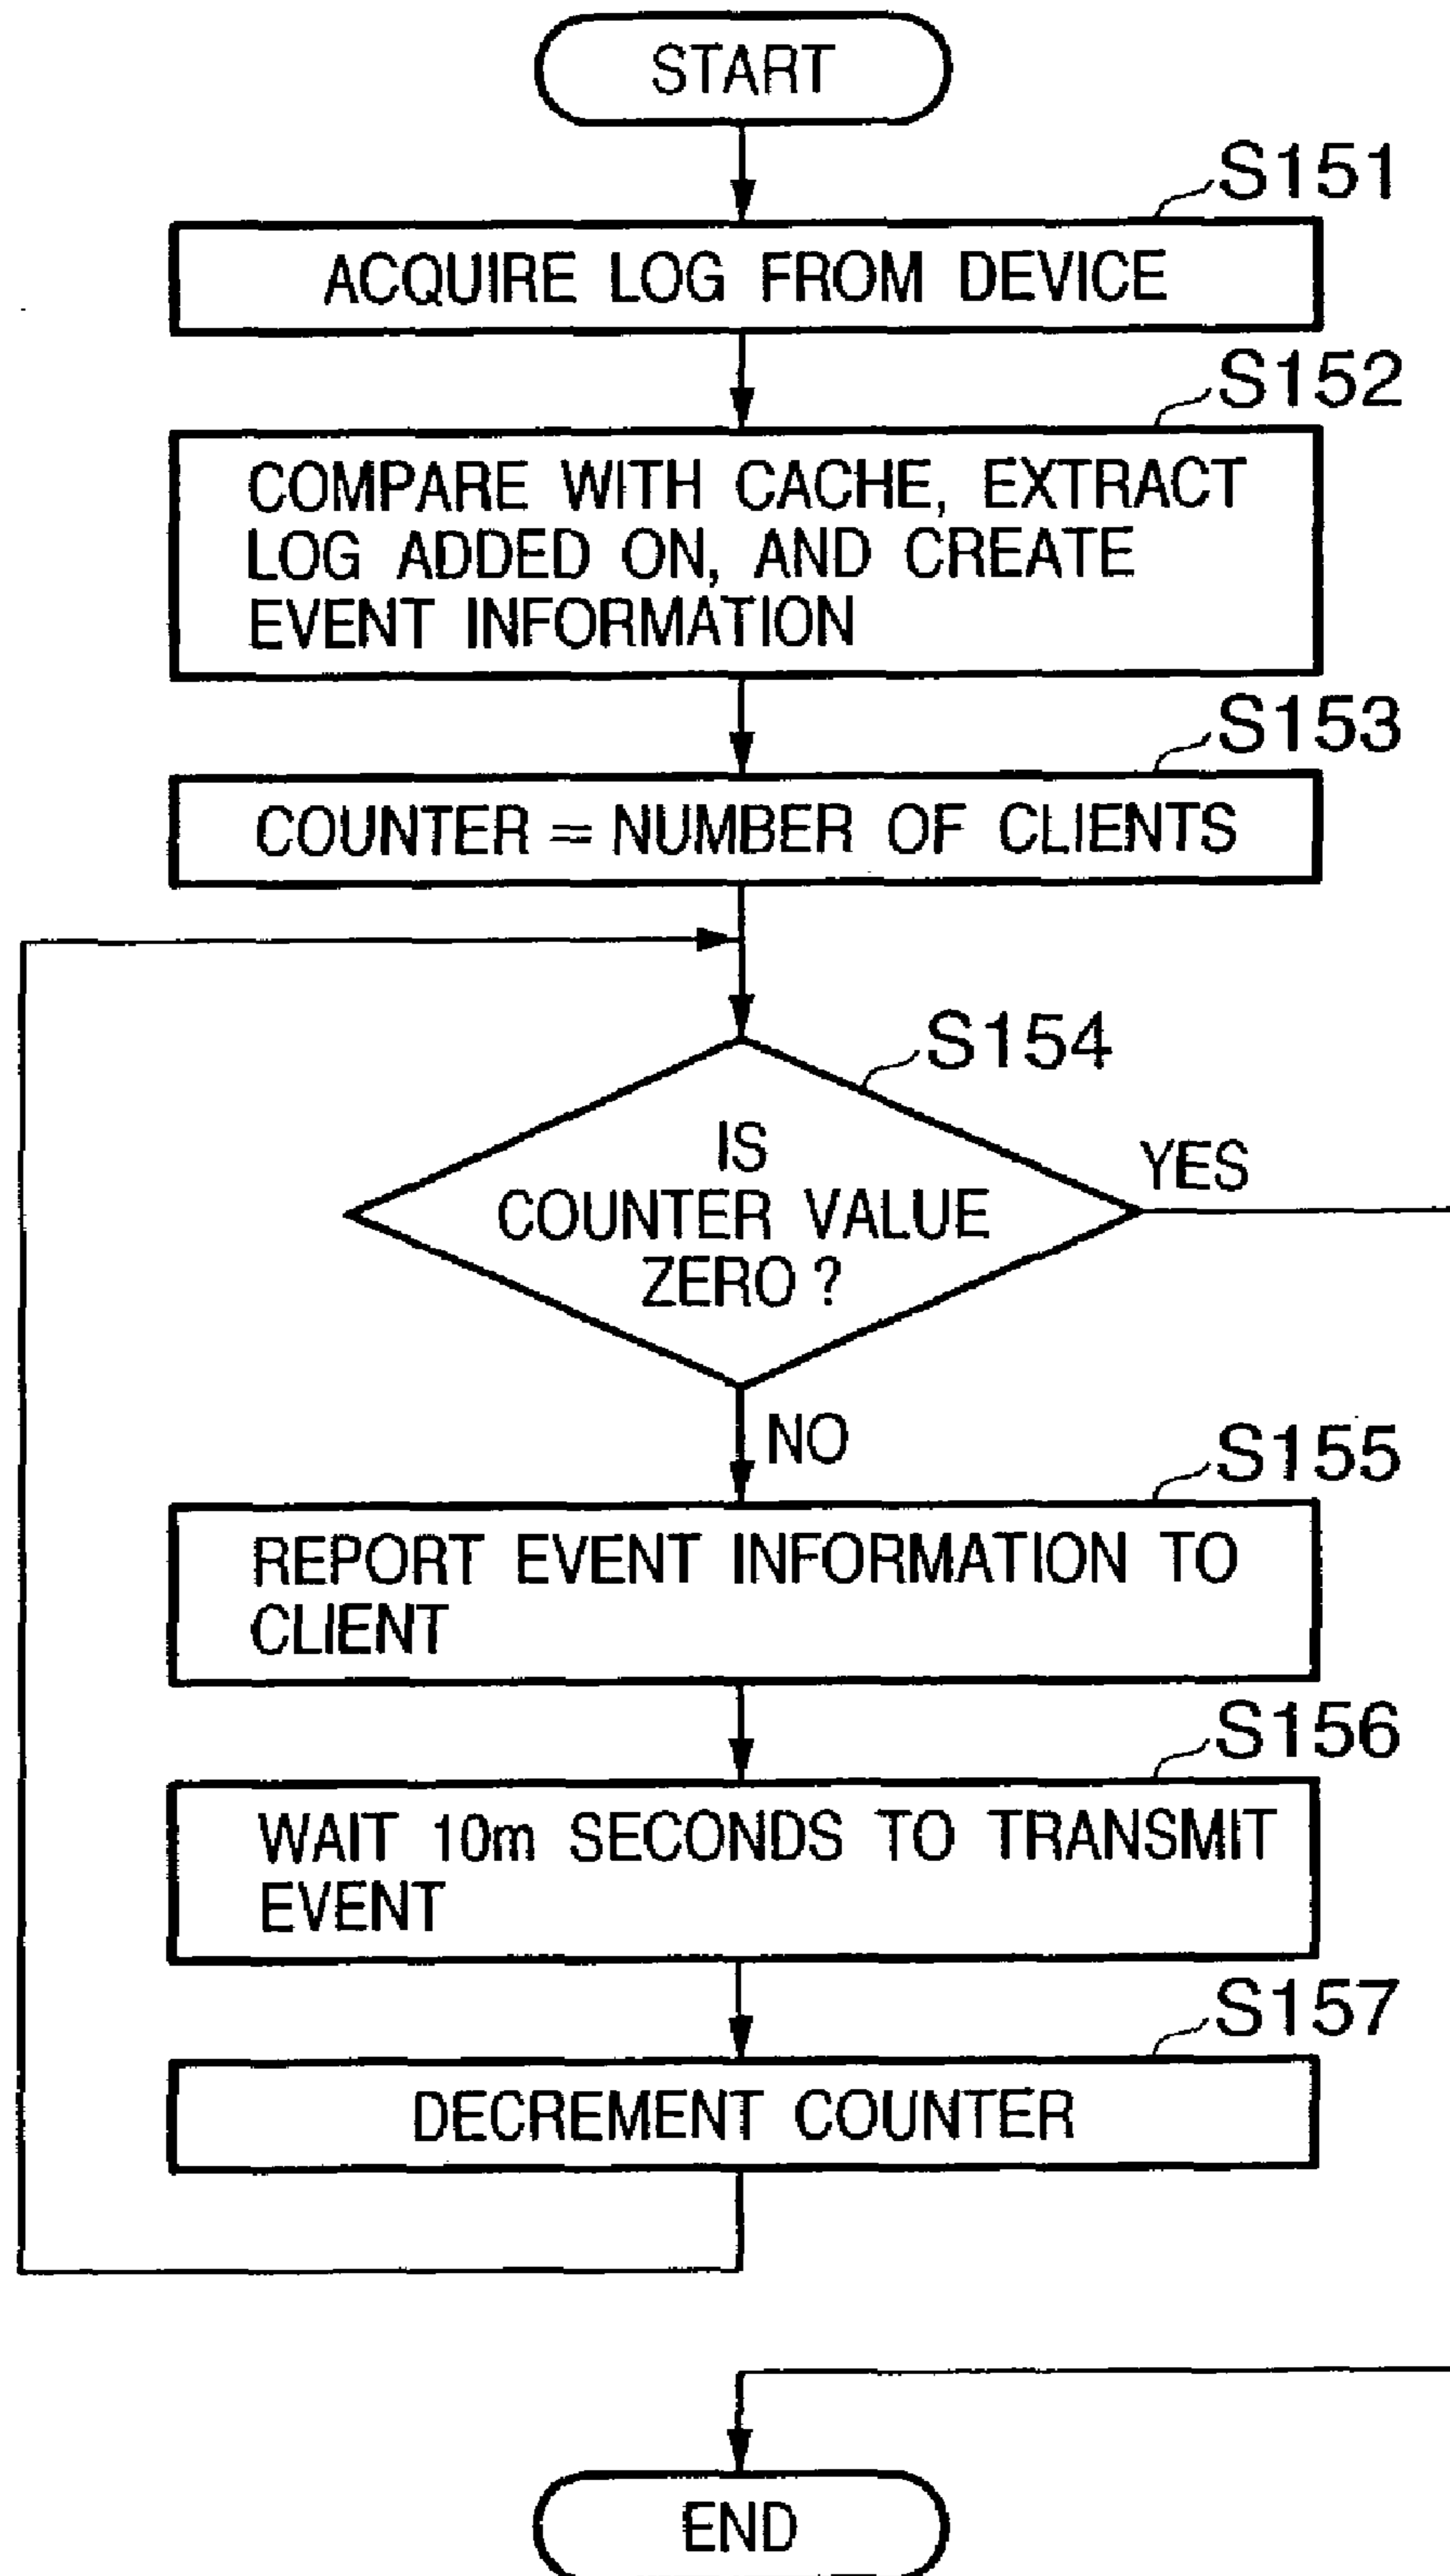 START
S151
ACQUIRE LOG FROM DEVICE
S152
COMPARE WITH CACHE, EXTRACT
LOG ADDED ON, AND CREATE
EVENT INFORMATION
S153
COUNTER = NUMBER OF CLIENTS
S154
IS
COUNTER VALUE
ZERO ?
YES
NO
S155
REPORT EVENT INFORMATION TO
CLIENT
S156
WAIT 10m SECONDS TO TRANSMIT
EVENT
S157
DECREMENT COUNTER
END